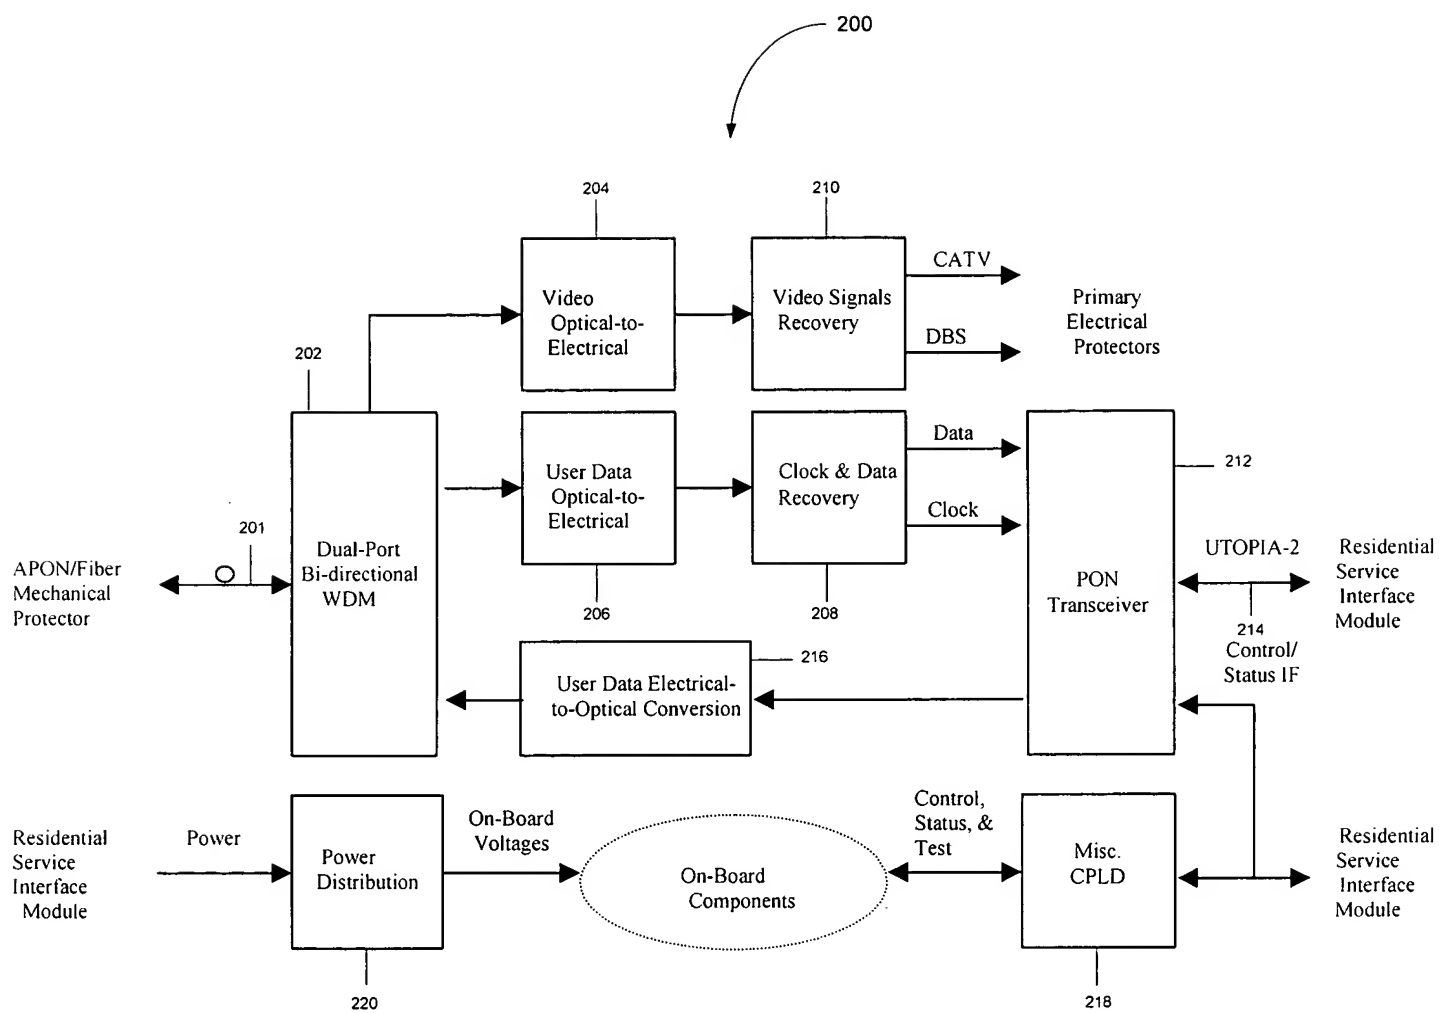 200
204
210
Video
Optical-to-
Electrical
Video Signals
Recovery
CATV
DBS
Primary
Electrical
Protectors
202
Dual-Port
Bi-directional
WDM
User Data
Optical-to-
Electrical
Clock & Data
Recovery
Data
Clock
212
201
APON/Fiber
Mechanical
Protector
206
208
PON
Transceiver
UTOPIA-2
214
Control/
Status IF
Residential
Service
Interface
Module
216
User Data Electrical-
to-Optical Conversion
Residential
Service
Interface
Module
Power
Power
Distribution
220
On-Board
Voltages
On-Board
Components
Control,
Status, &
Test
Misc.
CPLD
218
Residential
Service
Interface
Module